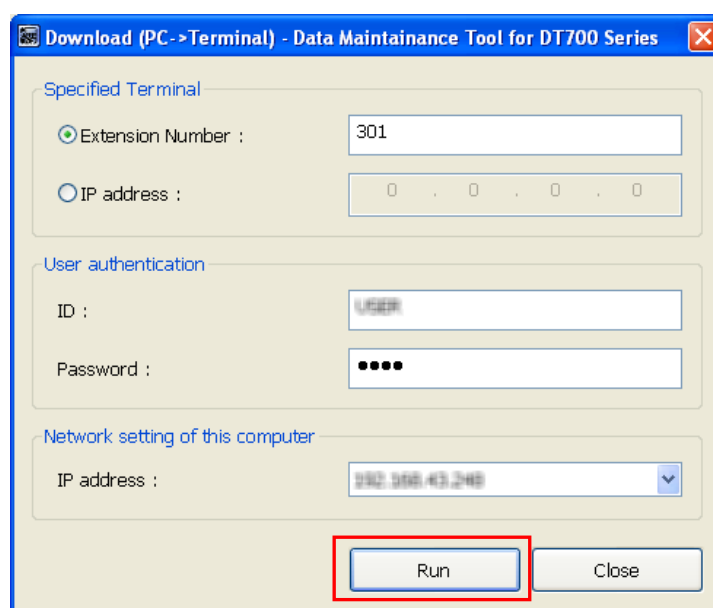 Download (PC->Terminal) - Data Maintainance Tool for DT700 Series
Specified Terminal
Extension Number : 301
IP address : 0 . 0 . 0 . 0
User authentication
ID :
Password : ●●●●
Network setting of this computer
IP address :
Run Close